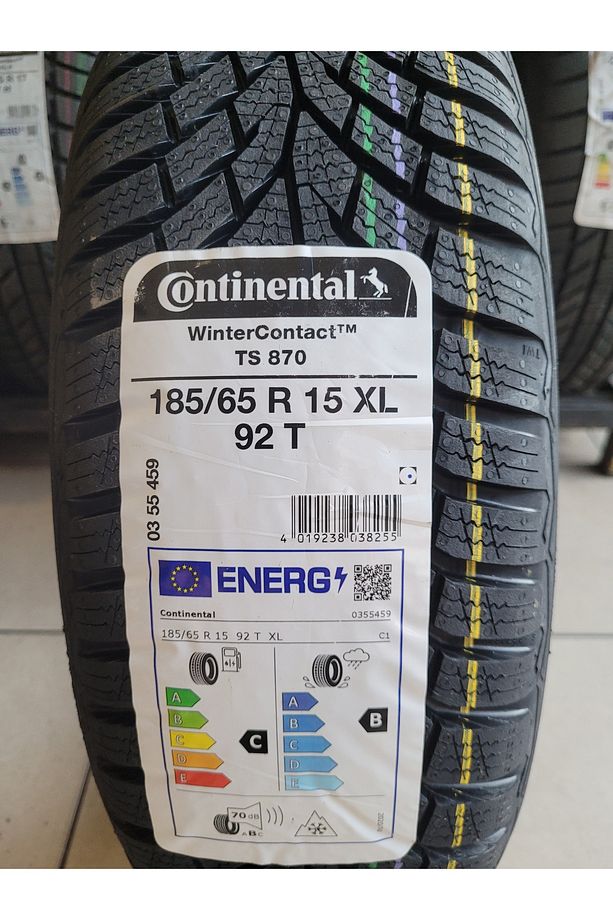 Continental
WinterContact™
TS 870
185/65 R 15 XL
92 T
03 55 459
4 019238 038255
ENERG
Continental 0355459
185/65 R 15 92 T XL C1
A
B
C
D
E
C
A
B
C
D
E
B
70 dB
ABC
TWI